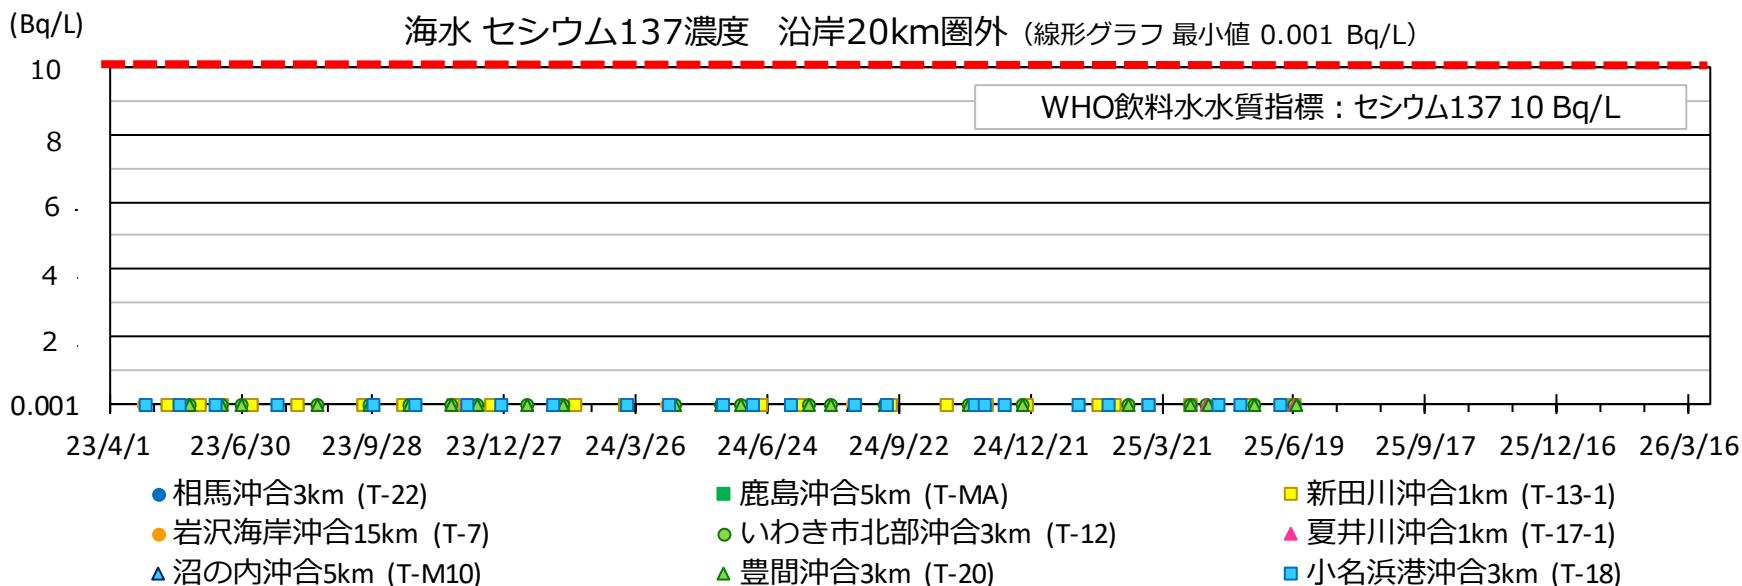 (Bq/L)
海水 セシウム137濃度 沿岸20km圏外 (線形グラフ 最小値 0.001 Bq/L)
10
WHO飲料水水質指標：セシウム137 10 Bq/L
8
6
4
2
0.001
23/4/1 23/6/30 23/9/28 23/12/27 24/3/26 24/6/24 24/9/22 24/12/21 25/3/21 25/6/19 25/9/17 25/12/16 26/3/16
相馬沖合3km (T-22) 鹿島沖合5km (T-MA) 新田川沖合1km (T-13-1)
岩沢海岸沖合15km (T-7) いわき市北部沖合3km (T-12) 夏井川沖合1km (T-17-1)
沼の内沖合5km (T-M10) 豊間沖合3km (T-20) 小名浜港沖合3km (T-18)